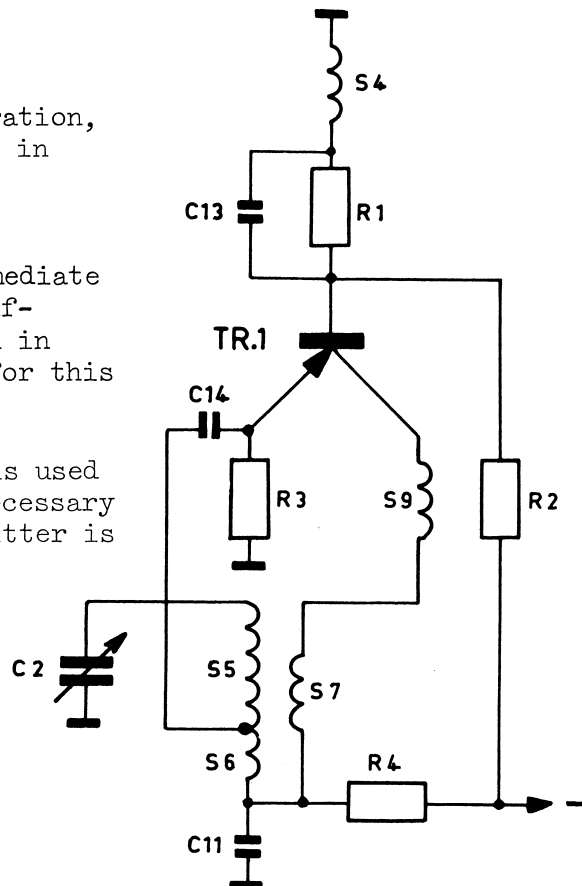 ration,
in
mediate
f-
in
for this
is used
cessary
tter is
S4
C13
R1
TR.1
C14
R3
S9
R2
C2
S5
S7
S6
R4
C11
-